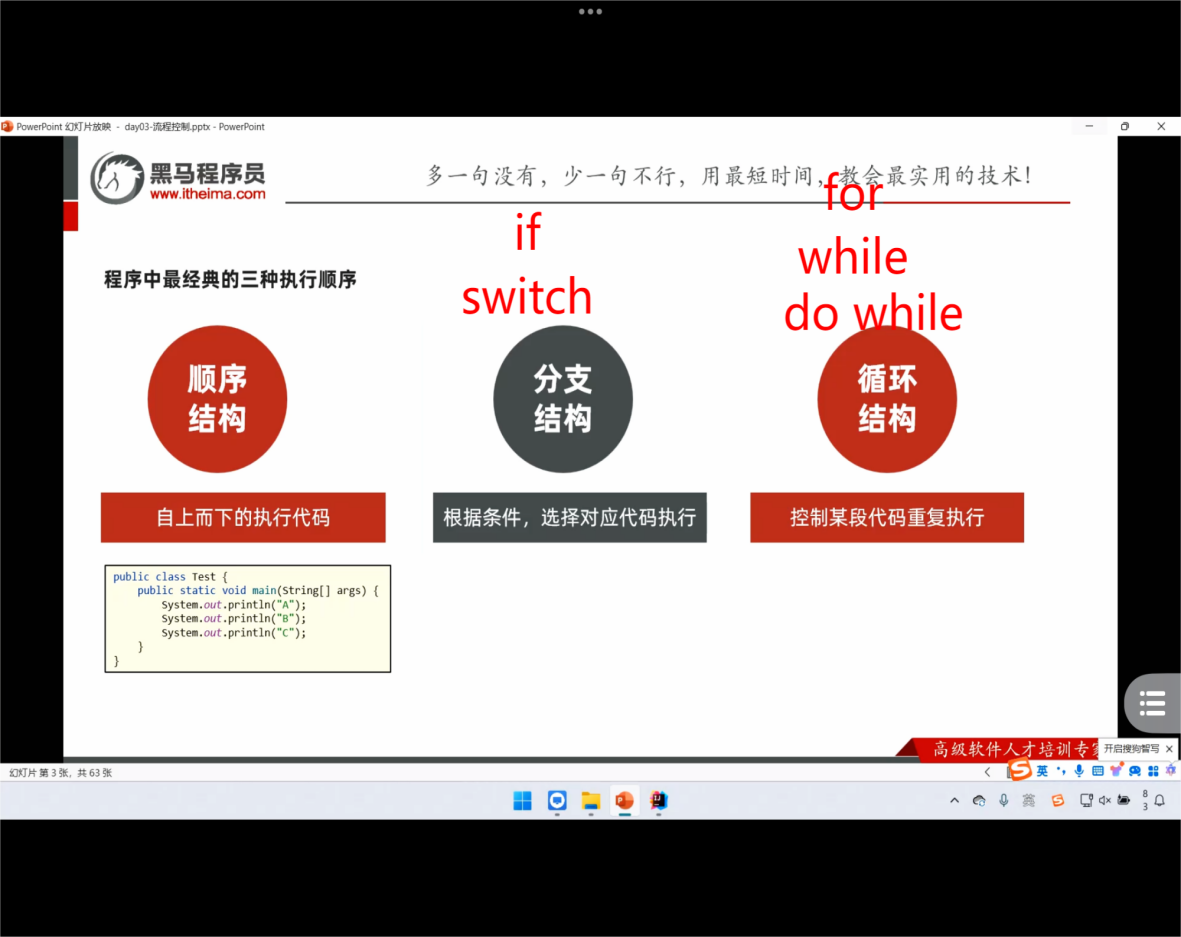 PowerPoint 幻灯片放映 - day03-流程控制.pptx - PowerPoint
黑马程序员
www.itheima.com
多一句没有，少一句不行，用最短时间，教会最实用的技术！
if
switch
for
while
do while
程序中最经典的三种执行顺序
顺序
结构
分支
结构
循环
结构
自上而下的执行代码
根据条件，选择对应代码执行
控制某段代码重复执行
public class Test {
public static void main(String[] args) {
System.out.println("A");
System.out.println("B");
System.out.println("C");
}
}
高级软件人才培训专
开启搜狗智写
幻灯片 第 3 张，共 63 张
英
英
8
3